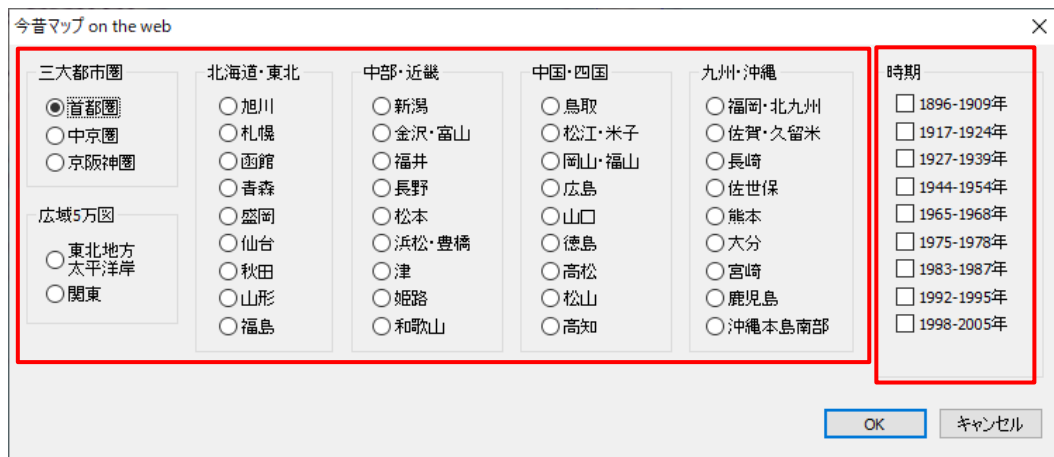 今昔マップ on the web
三大都市圏
首都圏
中京圏
京阪神圏
広域5万図
東北地方
太平洋岸
関東
北海道・東北
旭川
札幌
函館
青森
盛岡
仙台
秋田
山形
福島
中部・近畿
新潟
金沢・富山
福井
長野
松本
浜松・豊橋
津
姫路
和歌山
中国・四国
鳥取
松江・米子
岡山・福山
広島
山口
徳島
高松
松山
高知
九州・沖縄
福岡・北九州
佐賀・久留米
長崎
佐世保
熊本
大分
宮崎
鹿児島
沖縄本島南部
時期
1896-1909年
1917-1924年
1927-1939年
1944-1954年
1965-1968年
1975-1978年
1983-1987年
1992-1995年
1998-2005年
OK
キャンセル